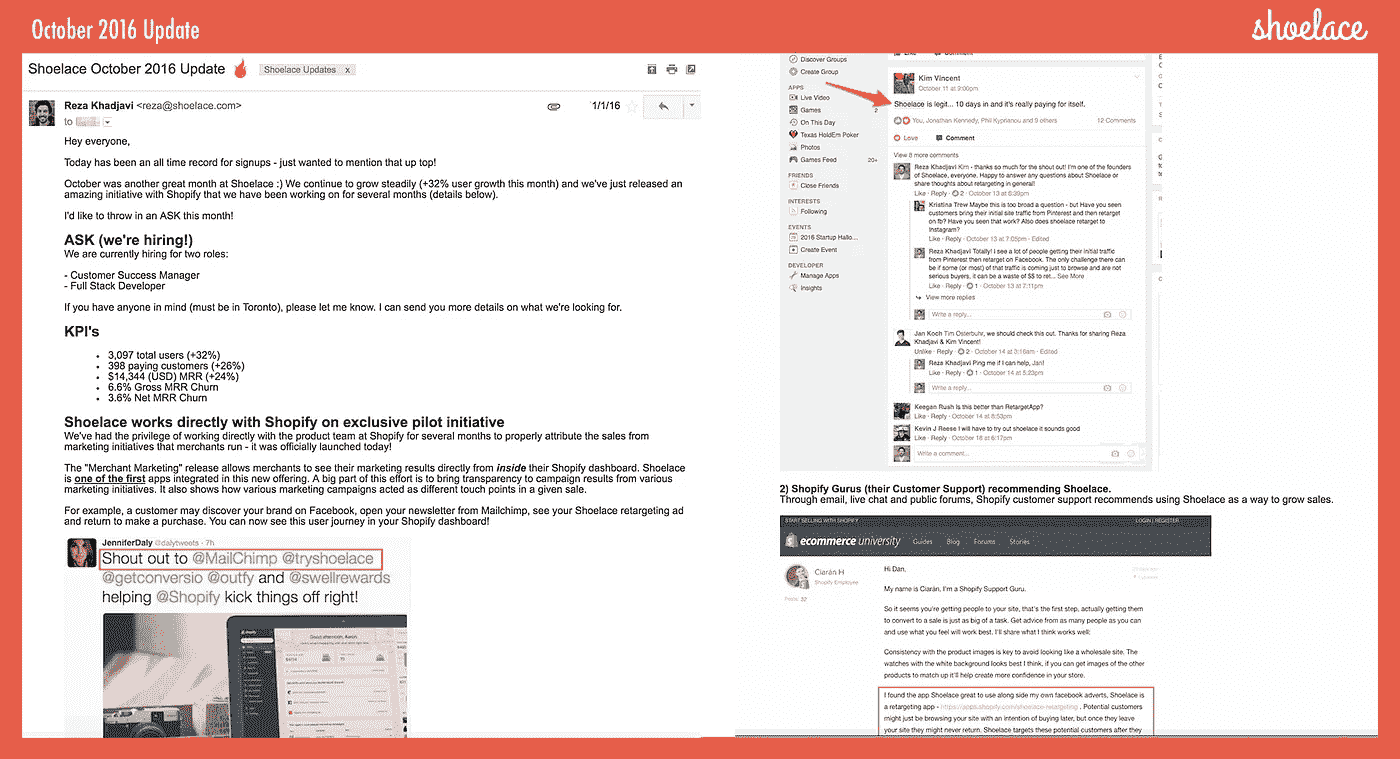 October 2016 Update
shoelace
Shoelace October 2016 Update
Shoelace Updates x
Reza Khadjavi <reza@shoelace.com>
1/1/16
to
Hey everyone,
Today has been an all time record for signups - just wanted to mention that up top!
October was another great month at Shoelace :) We continue to grow steadily (+32% user growth this month) and we've just released an
amazing initiative with Shopify that we have been working on for several months (details below).
I'd like to throw in an ASK this month!
ASK (we're hiring!)
We are currently hiring for two roles:
- Customer Success Manager
- Full Stack Developer
If you have anyone in mind (must be in Toronto), please let me know. I can send you more details on what we're looking for.
KPI's
• 3,097 total users (+32%)
• 398 paying customers (+26%)
• $14,344 (USD) MRR (+24%)
• 6.6% Gross MRR Churn
• 3.6% Net MRR Churn
Shoelace works directly with Shopify on exclusive pilot initiative
We've had the privilege of working directly with the product team at Shopify for several months to properly attribute the sales from
marketing initiatives that merchants run - it was officially launched today!
The "Merchant Marketing" release allows merchants to see their marketing results directly from inside their Shopify dashboard. Shoelace
is one of the first apps integrated in this new offering. A big part of this effort is to bring transparency to campaign results from various
marketing initiatives. It also shows how various marketing campaigns acted as different touch points in a given sale.
For example, a customer may discover your brand on Facebook, open your newsletter from Mailchimp, see your Shoelace retargeting ad
and return to make a purchase. You can now see this user journey in your Shopify dashboard!
JenniferDaly @dalytweets · 7h
Shout out to @MailChimp @tryshoelace
@getconversio @outfy and @swellrewards
helping @Shopify kick things off right!
Good afternoon, Aaron.
Discover Groups
Create Group
APPS
Live Video
Games 2
On This Day
Texas HoldEm Poker
Photos
Games Feed 20+
FRIENDS
Close Friends
INTERESTS
Following
EVENTS
2016 Startup Hallo...
Create Event
DEVELOPER
Manage Apps
Insights
Kim Vincent
October 11 at 3:00pm
Shoelace is legit... 10 days in and it's really paying for itself.
You, Jonathan Kennedy, Phil Kyprianou and 9 others 12 Comments
Love Comment
View 8 more comments
Reza Khadjavi Kim - thanks so much for the shout out! I'm one of the founders
of Shoelace, everyone. Happy to answer any questions about Shoelace or
share thoughts about retargeting in general!
Like · Reply · 2 · October 13 at 6:39pm
Kristina Trew Maybe this is too broad a question - but Have you seen
customers bring their initial site traffic from Pinterest and then retarget
on fb? Have you seen that work? Also does shoelace retarget to
Instagram?
Like · Reply · October 13 at 7:05pm · Edited
Reza Khadjavi Totally! I see a lot of people getting their initial traffic
from Pinterest then retarget on Facebook. The only challenge there can
be if some (or most) of that traffic is coming just to browse and are not
serious buyers, it can be a waste of $$ to ret... See More
Like · Reply · 1 · October 13 at 7:11pm
View more replies
Write a reply...
Jan Koch Tim Osterbuhr, we should check this out. Thanks for sharing Reza
Khadjavi & Kim Vincent!
Unlike · Reply · 2 · October 14 at 3:16am · Edited
Reza Khadjavi Ping me if I can help, Jan!
Like · Reply · 1 · October 14 at 5:23pm
Write a reply...
Keegan Rush Is this better than RetargetApp?
Like · Reply · October 14 at 8:53pm
Kevin J Reese I will have to try out shoelace it sounds good
Like · Reply · October 16 at 6:17pm
Write a comment...
2) Shopify Gurus (their Customer Support) recommending Shoelace.
Through email, live chat and public forums, Shopify customer support recommends using Shoelace as a way to grow sales.
START SELLING WITH SHOPIFY LOGIN | REGISTER
ecommerce university Guides Blog Forums Stories
Ciarán H
Shopify Employee
Posts: 37
Hi Dan,
My name is Ciarán, I'm a Shopify Support Guru.
So it seems you're getting people to your site, that's the first step, actually getting them
to convert to a sale is just as big of a task. Get advice from as many people as you can
and use what you feel will work best. I'll share what I think works well:
Consistency with the product images is key to avoid looking like a wholesale site. The
watches with the white background looks best I think, if you can get images of the other
products to match up it'll help create more confidence in your store.
I found the app Shoelace great to use along side my own facebook adverts, Shoelace is
a retargeting app - https://apps.shopify.com/shoelace-retargeting . Potential customers
might just be browsing your site with an intention of buying later, but once they leave
your site they might never return. Shoelace targets these potential customers after they